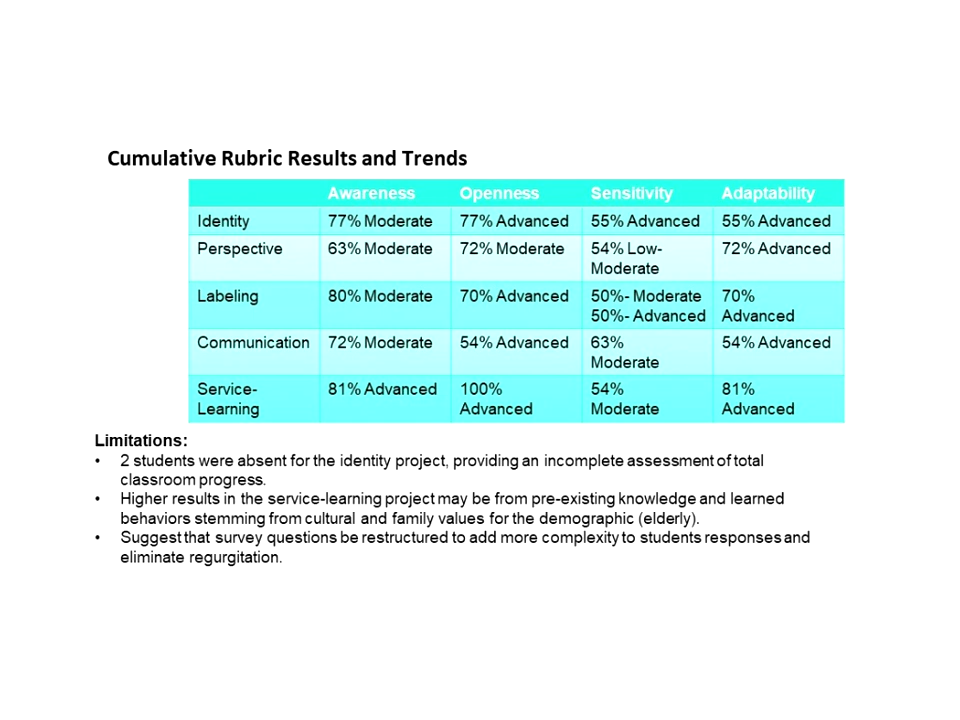 Cumulative Rubric Results and Trends
Awareness Openness Sensitivity Adaptability
Identity 77% Moderate 77% Advanced 55% Advanced 55% Advanced
Perspective 63% Moderate 72% Moderate 54% Low- 72% Advanced
Moderate
Labeling 80% Moderate 70% Advanced 50%- Moderate 70%
50%- Advanced Advanced
Communication 72% Moderate 54% Advanced 63% 54% Advanced
Moderate
Service- 81% Advanced 100% 54% 81%
Learning Advanced Moderate Advanced
Limitations:
• 2 students were absent for the identity project, providing an incomplete assessment of total
classroom progress.
• Higher results in the service-learning project may be from pre-existing knowledge and learned
behaviors stemming from cultural and family values for the demographic (elderly).
• Suggest that survey questions be restructured to add more complexity to students responses and
eliminate regurgitation.